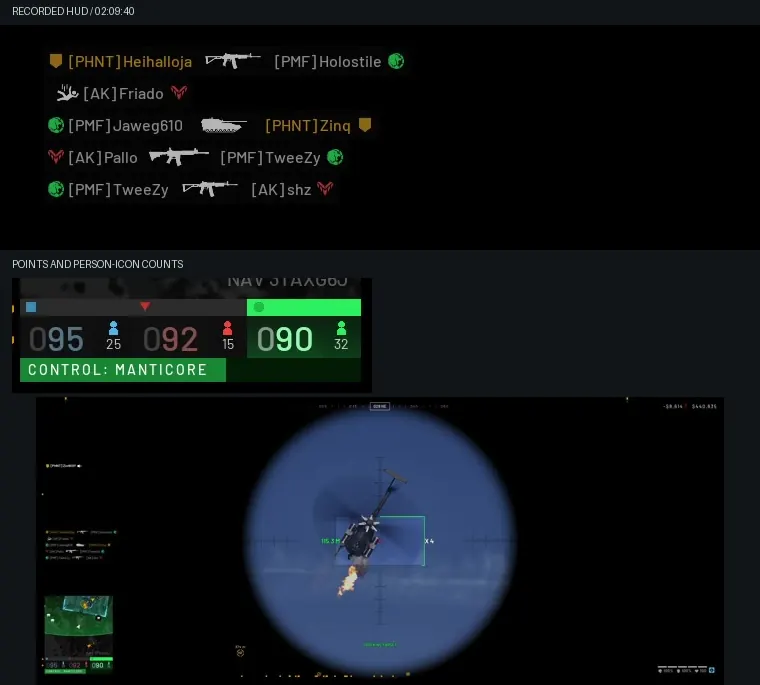 RECORDED HUD / 02:09:40
[PHNT] Heihalloja [PMF] Holostile
[AK] Friado
[PMF] Jaweg610 [PHNT] Zinq
[AK] Pallo [PMF] TweeZy
[PMF] TweeZy [AK] shz
POINTS AND PERSON-ICON COUNTS
095 25 092 15 090 32
CONTROL: MANTICORE
X4